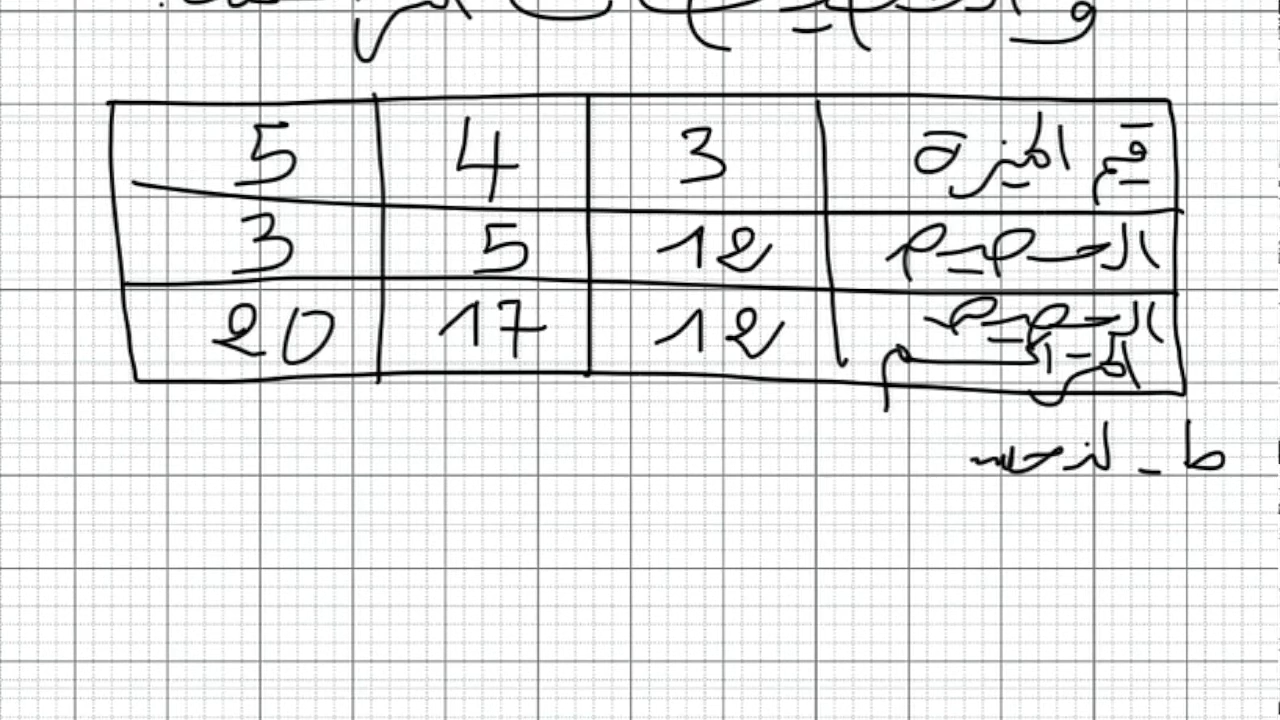 قيم الميزة 3 4 5
الحصيص 12 5 3
الحصيص المتراكم 12 17 20
b - لنحسب